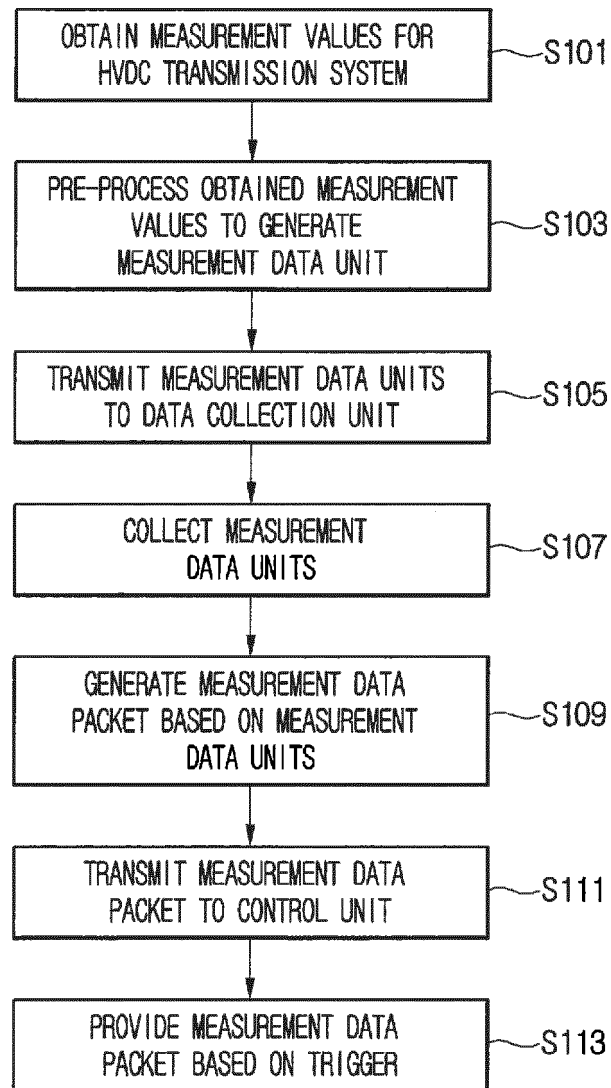 OBTAIN MEASUREMENT VALUES FOR
HVDC TRANSMISSION SYSTEM
S101
PRE-PROCESS OBTAINED MEASUREMENT
VALUES TO GENERATE
MEASUREMENT DATA UNIT
S103
TRANSMIT MEASUREMENT DATA UNITS
TO DATA COLLECTION UNIT
S105
COLLECT MEASUREMENT
DATA UNITS
S107
GENERATE MEASUREMENT DATA
PACKET BASED ON MEASUREMENT
DATA UNITS
S109
TRANSMIT MEASUREMENT DATA
PACKET TO CONTROL UNIT
S111
PROVIDE MEASUREMENT DATA
PACKET BASED ON TRIGGER
S113